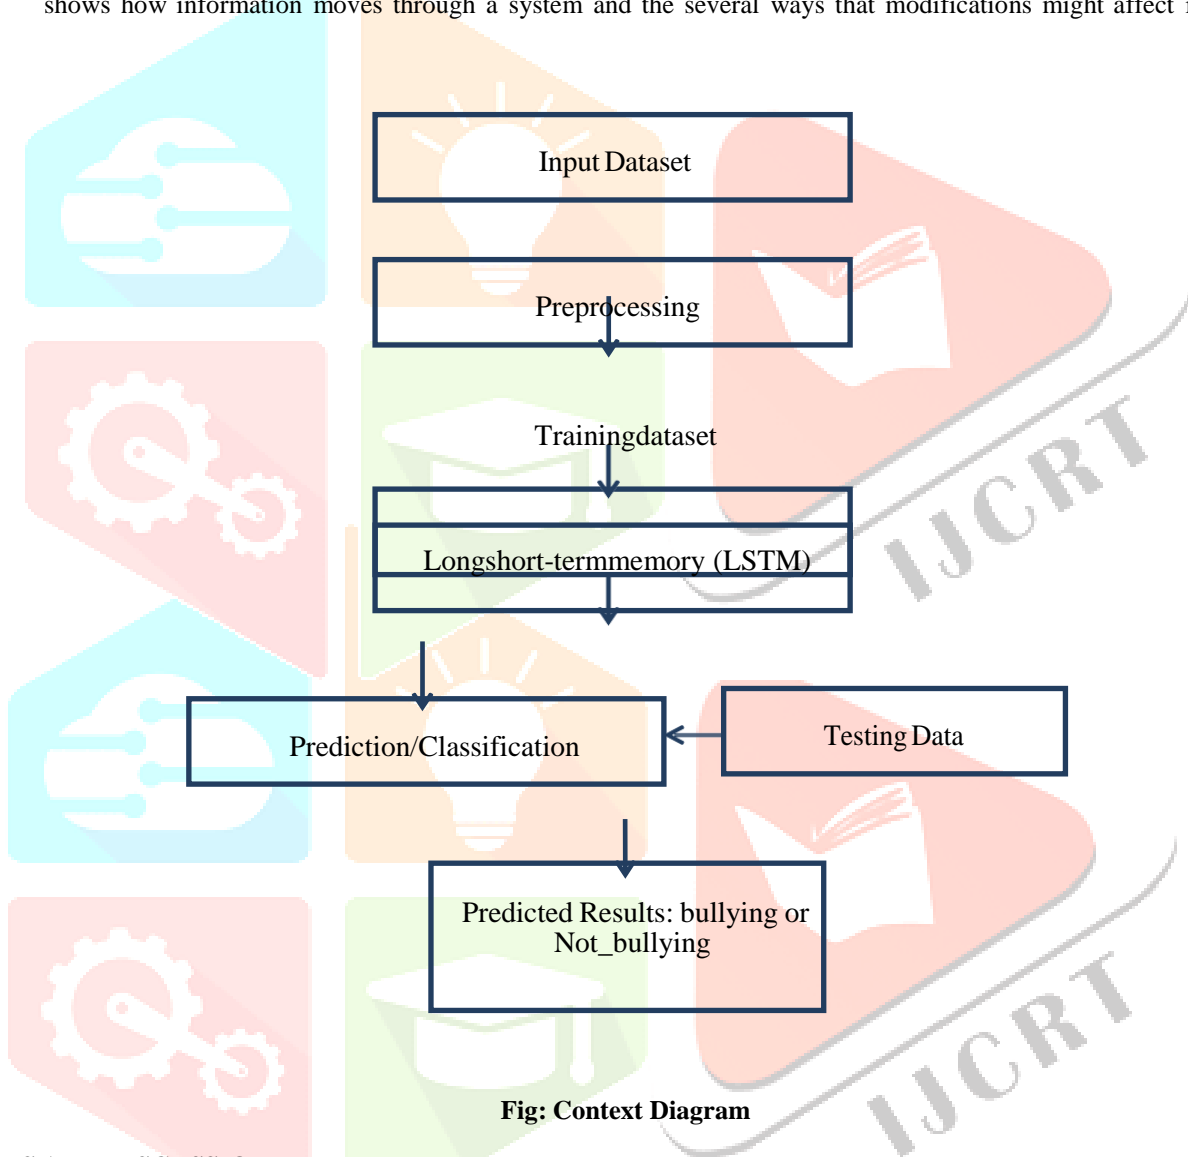 shows how information moves through a system and the several ways that modifications might affect
Input Dataset
Preprocessing
Trainingdataset
Longshort-termmemory (LSTM)
Prediction/Classification
Testing Data
Predicted Results: bullying or
Not_bullying
IJCRT
IJCRT
Fig: Context Diagram